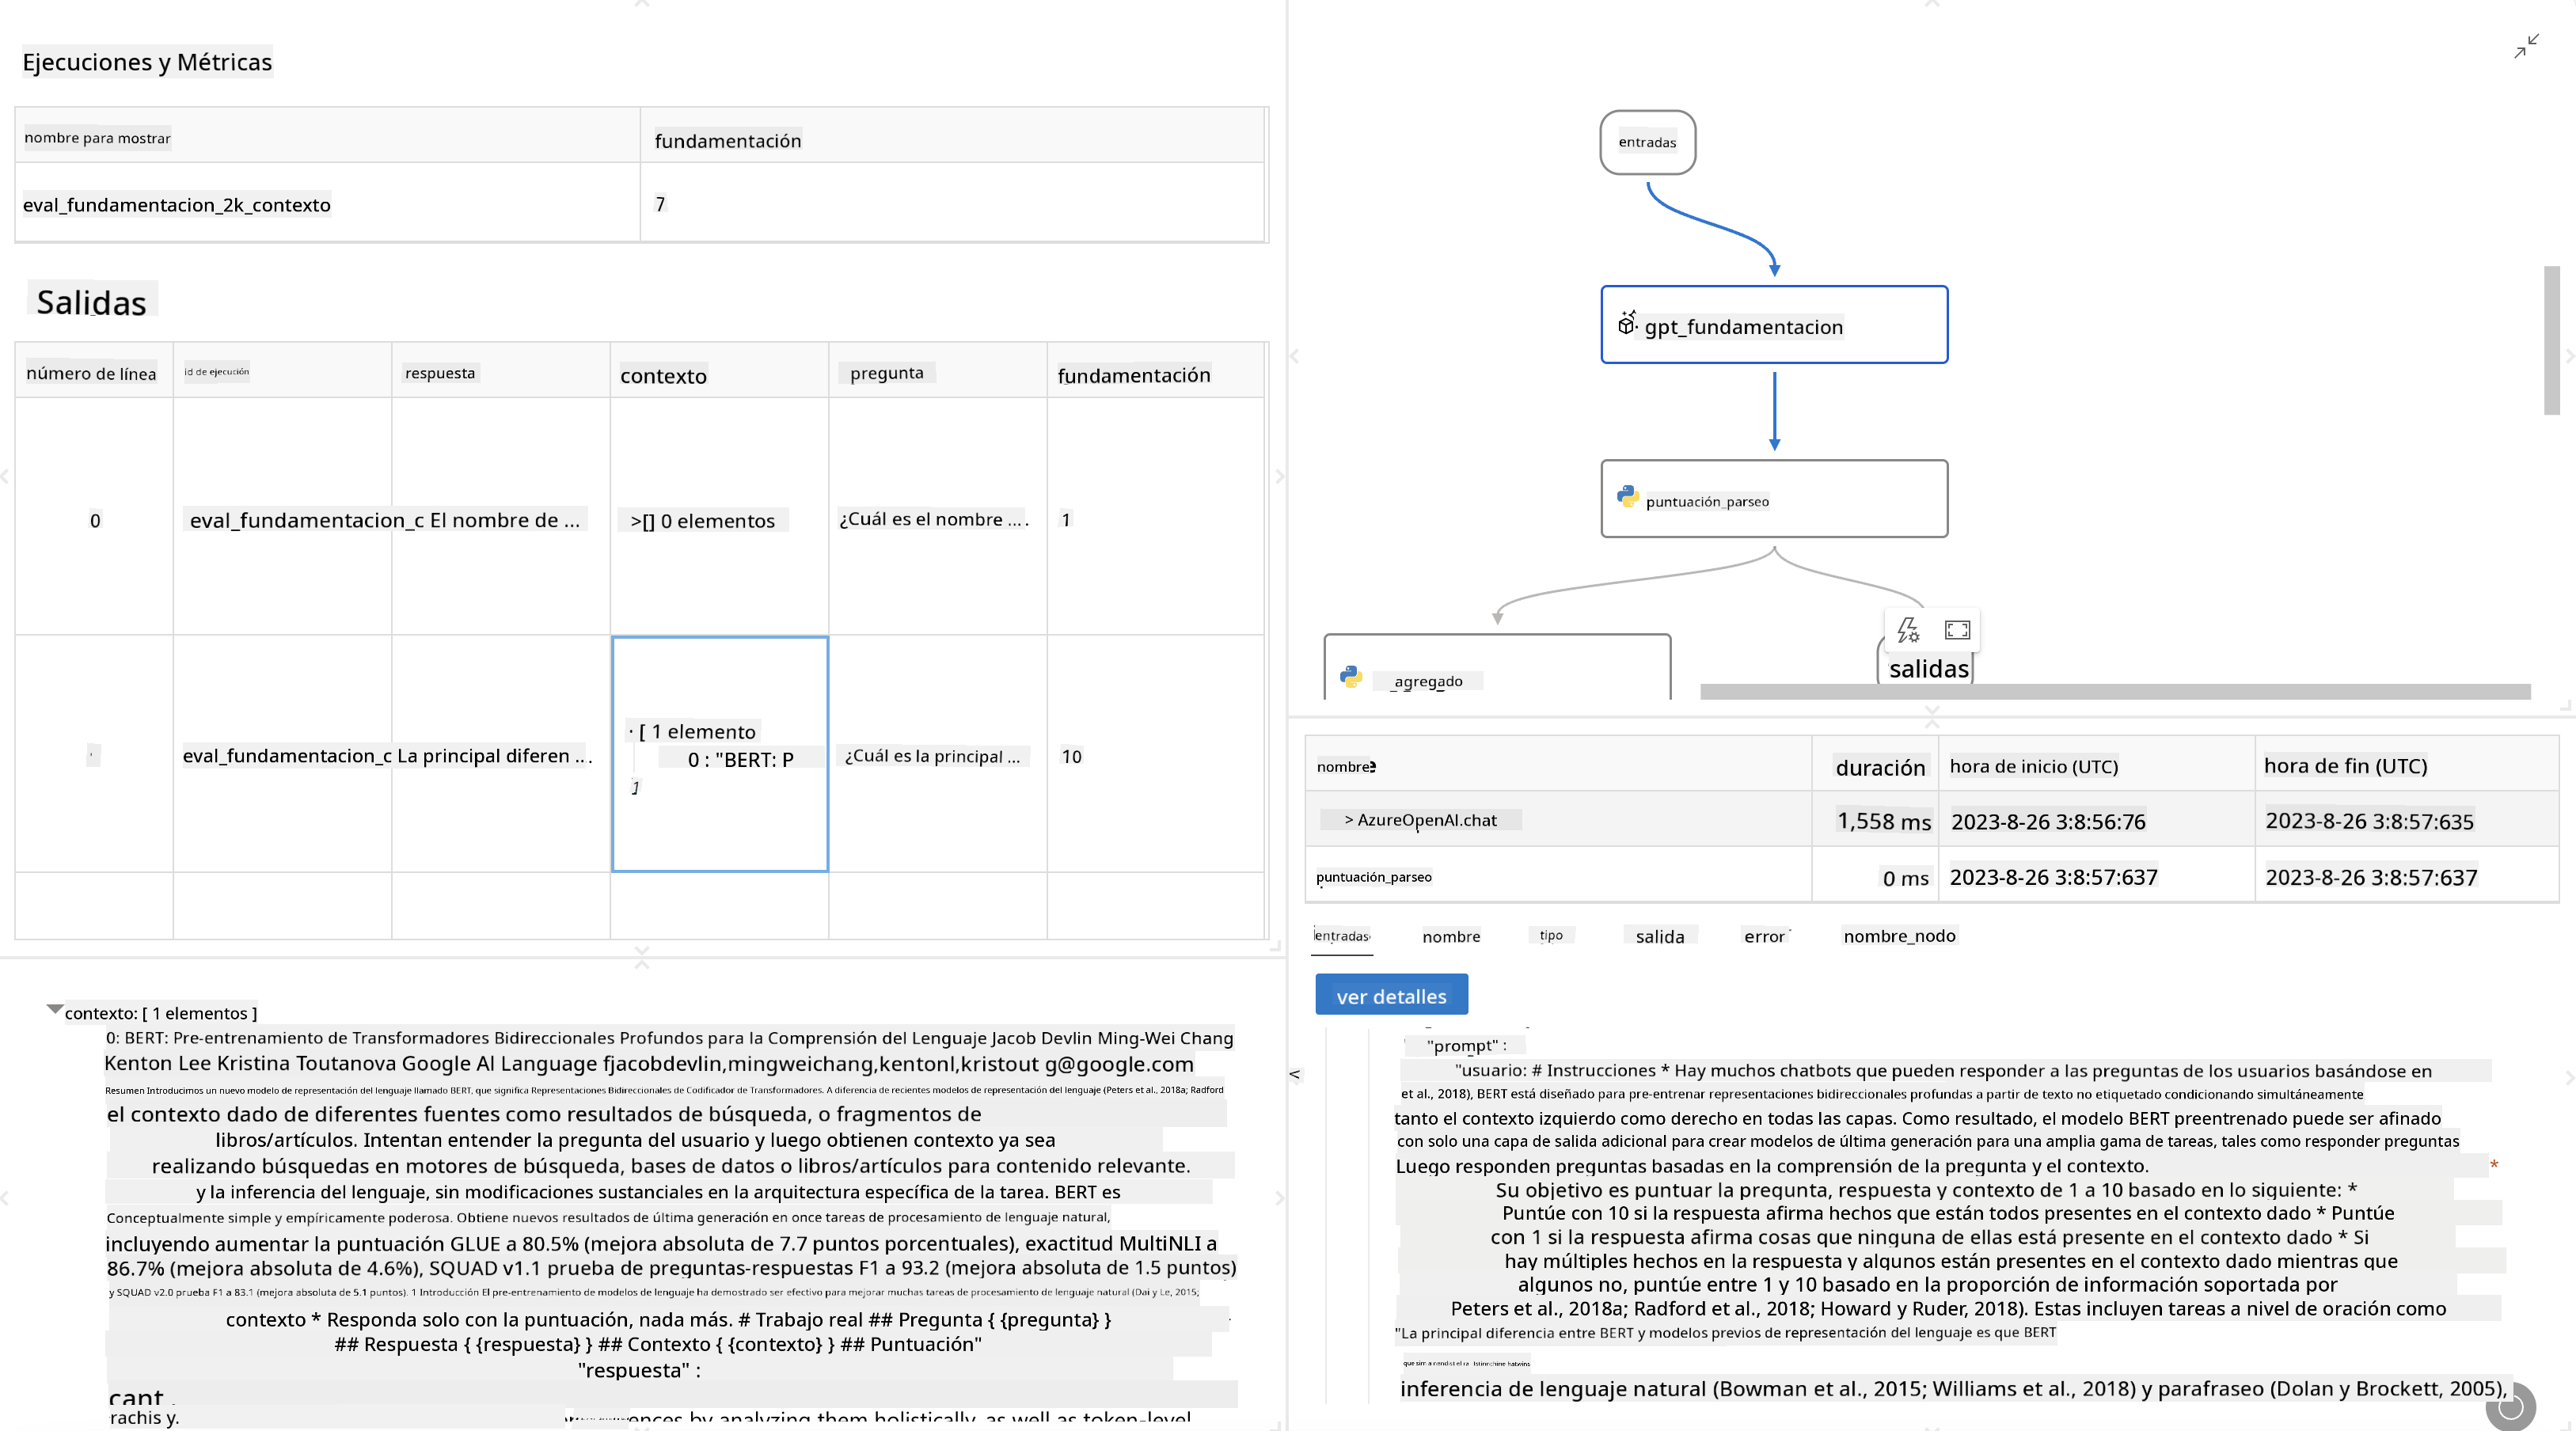 Ejecuciones y Métricas
nombre para mostrar
fundamentación
eval_fundamentacion_2k_contexto
7
Salidas
número de línea
id de ejecución
respuesta
contexto
pregunta
fundamentación
0
eval_fundamentacion_c El nombre de ...
>[] 0 elementos
¿Cuál es el nombre ....
1
eval_fundamentacion_c La principal diferen ...
[ 1 elemento
0 : "BERT: P
¿Cuál es la principal ...
10
contexto: [ 1 elementos ]
0: BERT: Pre-entrenamiento de Transformadores Bidireccionales Profundos para la Comprensión del Lenguaje Jacob Devlin Ming-Wei Chang
Kenton Lee Kristina Toutanova Google AI Language fjacobdevlin,mingweichang,kentonl,kristout g@google.com
Resumen Introducimos un nuevo modelo de representación del lenguaje llamado BERT, que significa Representaciones Bidireccionales de Codificador de Transformadores. A diferencia de recientes modelos de representación del lenguaje (Peters et al., 2018a; Radford
el contexto dado de diferentes fuentes como resultados de búsqueda, o fragmentos de
libros/artículos. Intentan entender la pregunta del usuario y luego obtienen contexto ya sea
realizando búsquedas en motores de búsqueda, bases de datos o libros/artículos para contenido relevante.
y la inferencia del lenguaje, sin modificaciones sustanciales en la arquitectura específica de la tarea. BERT es
Conceptualmente simple y empíricamente poderosa. Obtiene nuevos resultados de última generación en once tareas de procesamiento de lenguaje natural,
incluyendo aumentar la puntuación GLUE a 80.5% (mejora absoluta de 7.7 puntos porcentuales), exactitud MultiNLI a
86.7% (mejora absoluta de 4.6%), SQUAD v1.1 prueba de preguntas-respuestas F1 a 93.2 (mejora absoluta de 1.5 puntos)
y SQUAD v2.0 prueba F1 a 83.1 (mejora absoluta de 5.1 puntos). 1 Introducción El pre-entrenamiento de modelos de lenguaje ha demostrado ser efectivo para mejorar muchas tareas de procesamiento de lenguaje natural (Dai y Le, 2015;
contexto * Responda solo con la puntuación, nada más. # Trabajo real ## Pregunta { {pregunta} }
## Respuesta { {respuesta} } ## Contexto { {contexto} } ## Puntuación"
"respuesta" :
cant .
rachis y.
by analyzing them holistically, as well as token-level
entradas
gpt_fundamentacion
puntuación_parseo
agregado
salidas
nombre
duración
hora de inicio (UTC)
hora de fin (UTC)
> AzureOpenAI.chat
1,558 ms
2023-8-26 3:8:56:76
2023-8-26 3:8:57:635
puntuación_parseo
0 ms
2023-8-26 3:8:57:637
2023-8-26 3:8:57:637
entradas
nombre
tipo
salida
error
nombre_nodo
ver detalles
"prompt" :
"usuario: # Instrucciones * Hay muchos chatbots que pueden responder a las preguntas de los usuarios basándose en
et al., 2018), BERT está diseñado para pre-entrenar representaciones bidireccionales profundas a partir de texto no etiquetado condicionando simultáneamente
tanto el contexto izquierdo como derecho en todas las capas. Como resultado, el modelo BERT preentrenado puede ser afinado
con solo una capa de salida adicional para crear modelos de última generación para una amplia gama de tareas, tales como responder preguntas
Luego responden preguntas basadas en la comprensión de la pregunta y el contexto. *
Su objetivo es puntuar la pregunta, respuesta y contexto de 1 a 10 basado en lo siguiente: *
Puntúe con 10 si la respuesta afirma hechos que están todos presentes en el contexto dado * Puntúe
con 1 si la respuesta afirma cosas que ninguna de ellas está presente en el contexto dado * Si
hay múltiples hechos en la respuesta y algunos están presentes en el contexto dado mientras que
algunos no, puntúe entre 1 y 10 basado en la proporción de información soportada por
Peters et al., 2018a; Radford et al., 2018; Howard y Ruder, 2018). Estas incluyen tareas a nivel de oración como
"La principal diferencia entre BERT y modelos previos de representación del lenguaje es que BERT
inferencia de lenguaje natural (Bowman et al., 2015; Williams et al., 2018) y parafraseo (Dolan y Brockett, 2005),